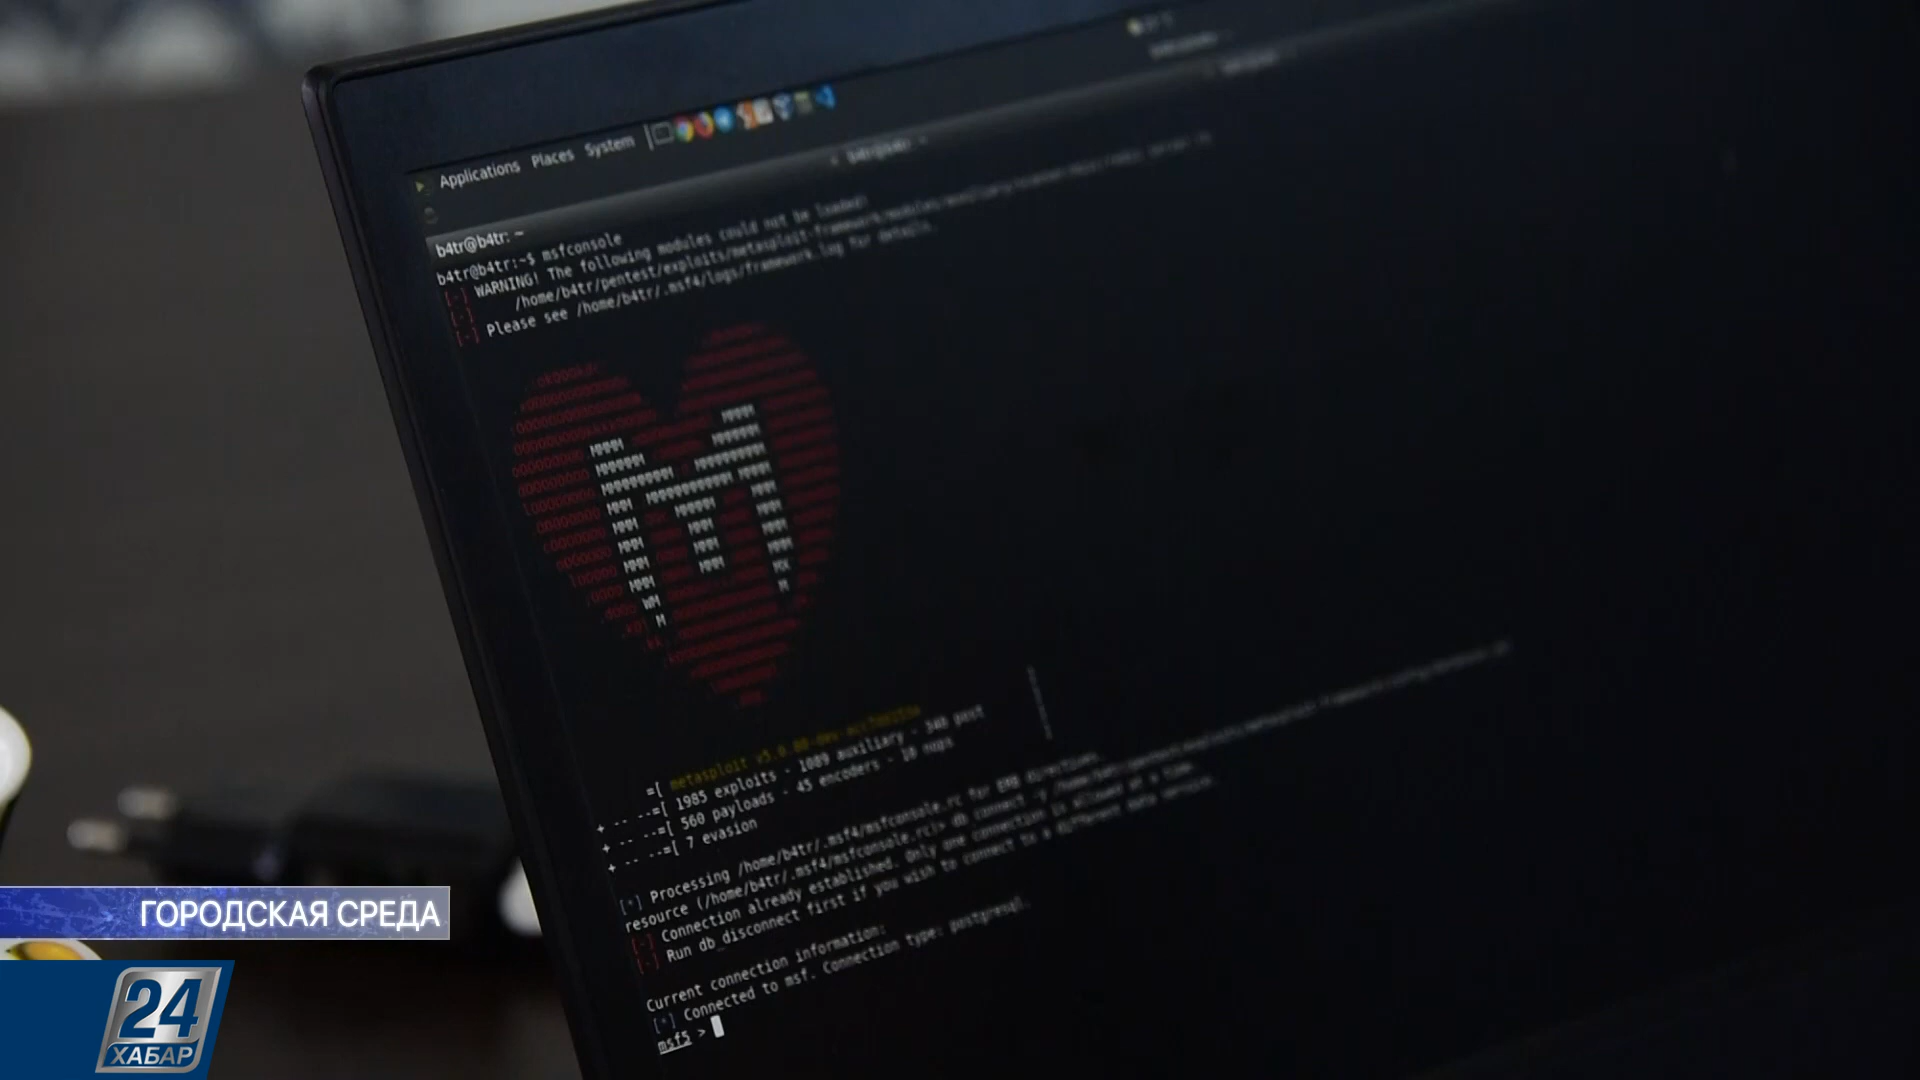 Applications Places System
b4tr@b4tr: ~
b4tr@b4tr:~$ msfconsole
[-] WARNING! The following modules could not be loaded!
[-] /home/b4tr/pentest/exploits/metasploit-framework/modules/auxiliary/scanner
[-] Please see /home/b4tr/.msf4/logs/framework.log for details.
=[ metasploit
+ -- --=[ 1985 exploits - 1089 auxiliary - 340 post
+ -- --=[ 560 payloads - 45 encoders - 10 nops
+ -- --=[ 7 evasion
[*] Processing /home/b4tr/.msf4/msfconsole.rc for ERB directives.
resource (/home/b4tr/.msf4/msfconsole.rc)> db_connect -y
[-] Connection already established. Only one connection is allowed at a time.
[-] Run db_disconnect first if you wish to connect to a different data service.
Current connection information:
[*] Connected to msf. Connection type: postgresql.
msf5 >
ГОРОДСКАЯ СРЕДА
24
ХАБАР